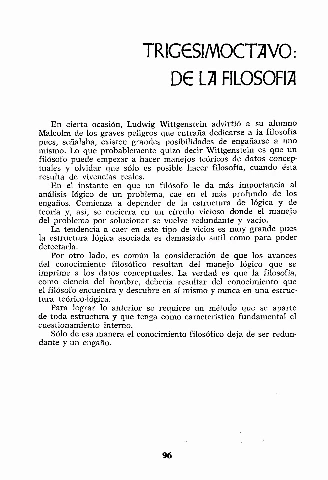 TRIGESIMOCTAVO:
DE LA FILOSOFIA
En cierta ocasión, Ludwig Wittgenstein advirtió a su alumno
Malcolm de los graves peligros que entraña dedicarse a la filosofía
pues, señalaba, existen grandes posibilidades de engañarse a uno
mismo. Lo que probablemente quizo decir Wittgenstein es que un
filósofo puede empezar a hacer manejos teóricos de datos concep-
tuales y olvidar que sólo es posible hacer filosofía, cuando ésta
resulta de vivencias reales.
En el instante en que un filósofo le da más importancia al
análisis lógico de un problema, cae en el más profundo de los
engaños. Comienza a depender de la estructura de lógica y de
teoría y, así, se encierra en un círculo vicioso donde el manejo
del problema por solucionar se vuelve redundante y vacío.
La tendencia a caer en este tipo de vicios es muy grande pues
la estructura lógica asociada es demasiado sutil como para poder
detectarla.
Por otro lado, es común la consideración de que los avances
del conocimiento filosófico resultan del manejo lógico que se
imprime a los datos conceptuales. La verdad es que la filosofía,
como ciencia del hombre, debería resultar del conocimiento que
el filósofo encuentra y descubre en sí mismo y nunca en una estruc-
tura teórico-lógica.
Para lograr lo anterior se requiere un método que se aparte
de toda estructura y que tenga como característica fundamental el
cuestionamiento interno.
Sólo de esa manera el conocimiento filosófico deja de ser redun-
dante y un engaño.
96